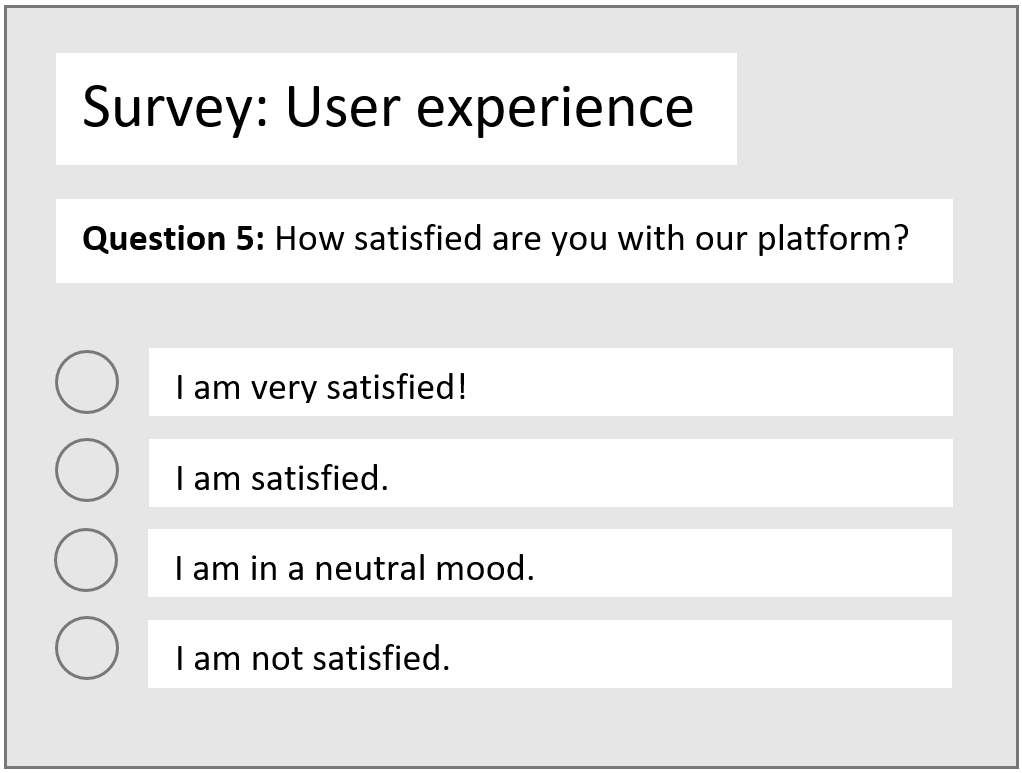 Survey: User experience
Question 5: How satisfied are you with our platform?
I am very satisfied!
I am satisfied.
I am in a neutral mood.
I am not satisfied.